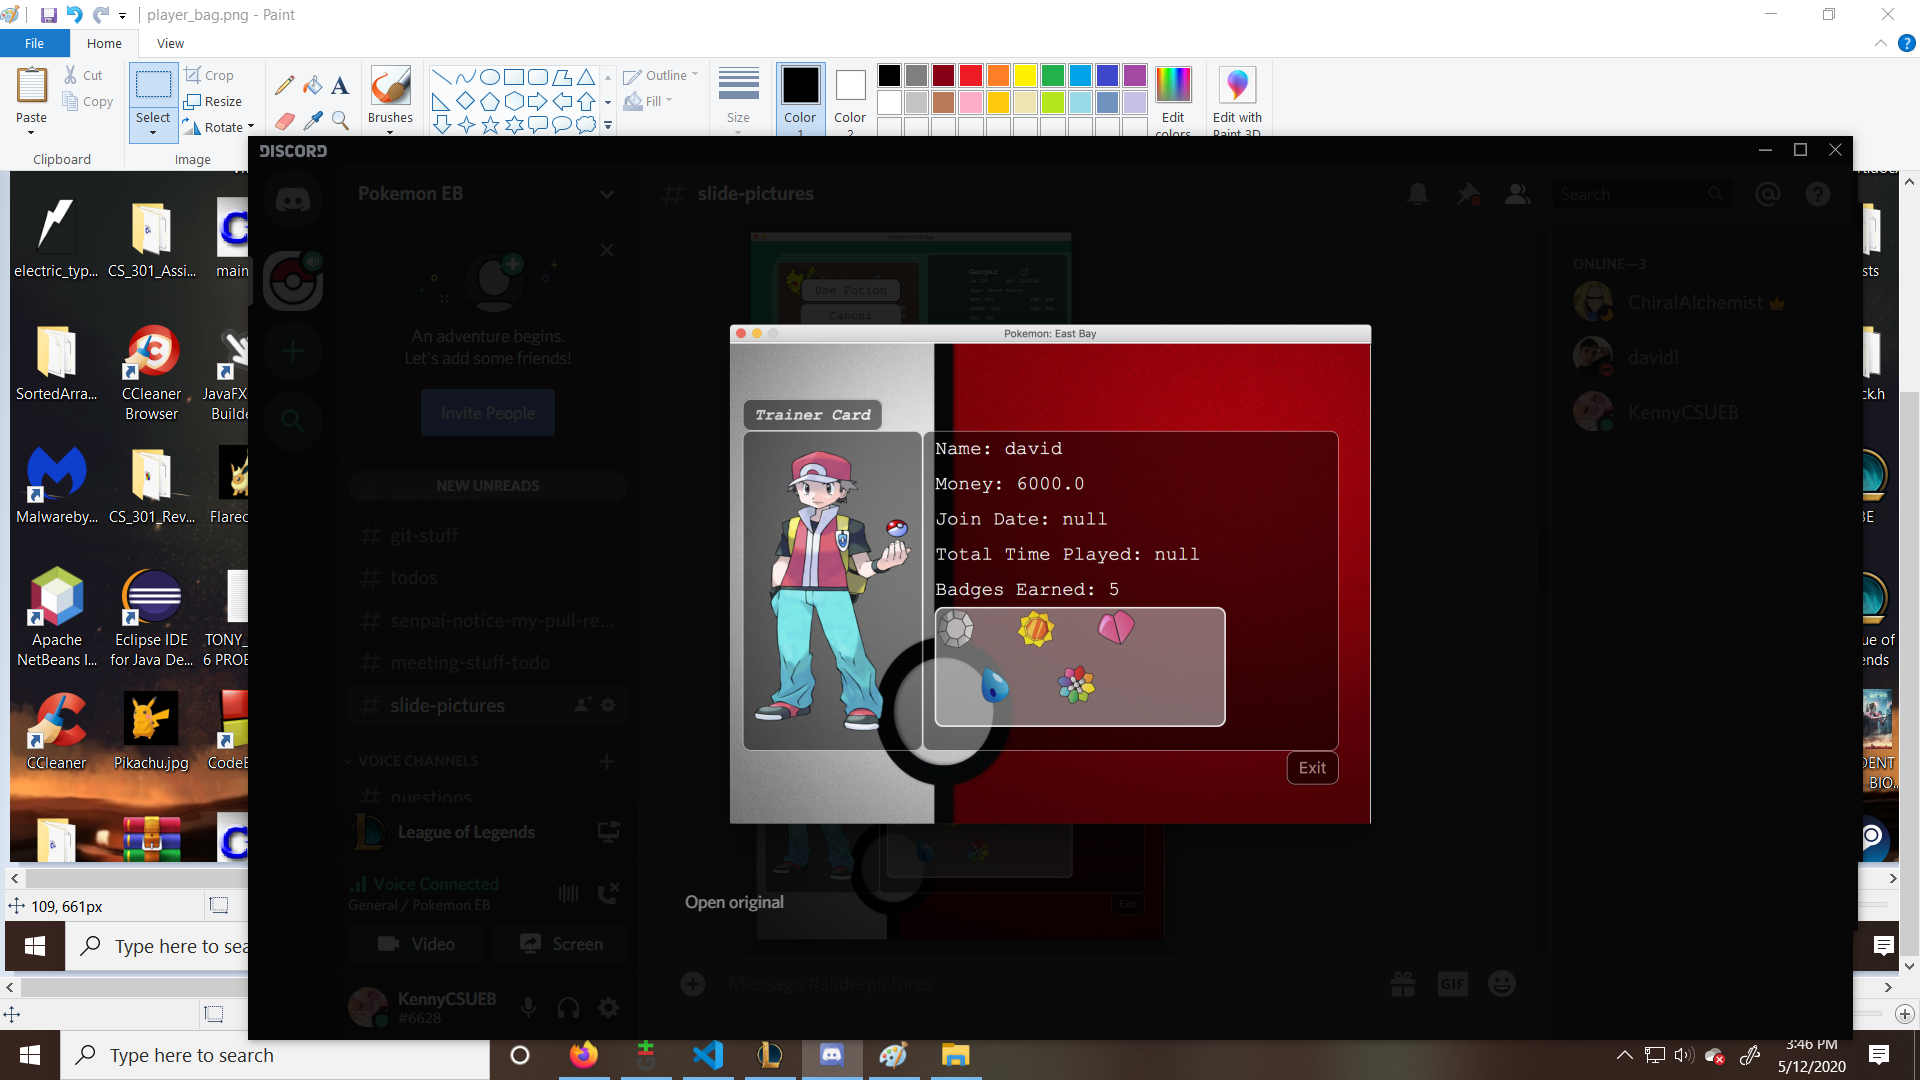 player_bag.png - Paint
File
Home
View
Paste
Cut
Copy
Clipboard
Select
Crop
Resize
Rotate
Image
Brushes
Outline
Fill
Size
Color
1
Color
2
Edit
colors
Edit with
Paint 3D
DISCORD
Pokemon EB
slide-pictures
Search
electric_typ...
CS_301_Assi...
main
An adventure begins.
Let's add some friends!
Invite People
NEW UNREADS
git-stuff
todos
senpai-notice-my-pull-re...
meeting-stuff-todo
slide-pictures
VOICE CHANNELS
questions
League of Legends
Voice Connected
General / Pokemon EB
Video
Screen
KennyCSUEB
#6628
ONLINE—3
ChiralAlchemist
david!
KennyCSUEB
Use Potion
Cancel
Pokemon: East Bay
Trainer Card
Name: david
Money: 6000.0
Join Date: null
Total Time Played: null
Badges Earned: 5
Exit
Open original
Exit
Message #slide-pictures
GIF
SortedArra...
CCleaner
Browser
JavaFX
Builde
Malwareby...
CS_301_Rev...
Flarec
Apache
NetBeans I...
Eclipse IDE
for Java De...
TONY_
6 PROE
CCleaner
Pikachu.jpg
CodeE
sts
ck.h
BE
ue of
ends
DENT
BIO...
109, 661px
Type here to sea
Type here to search
3:46 PM
5/12/2020